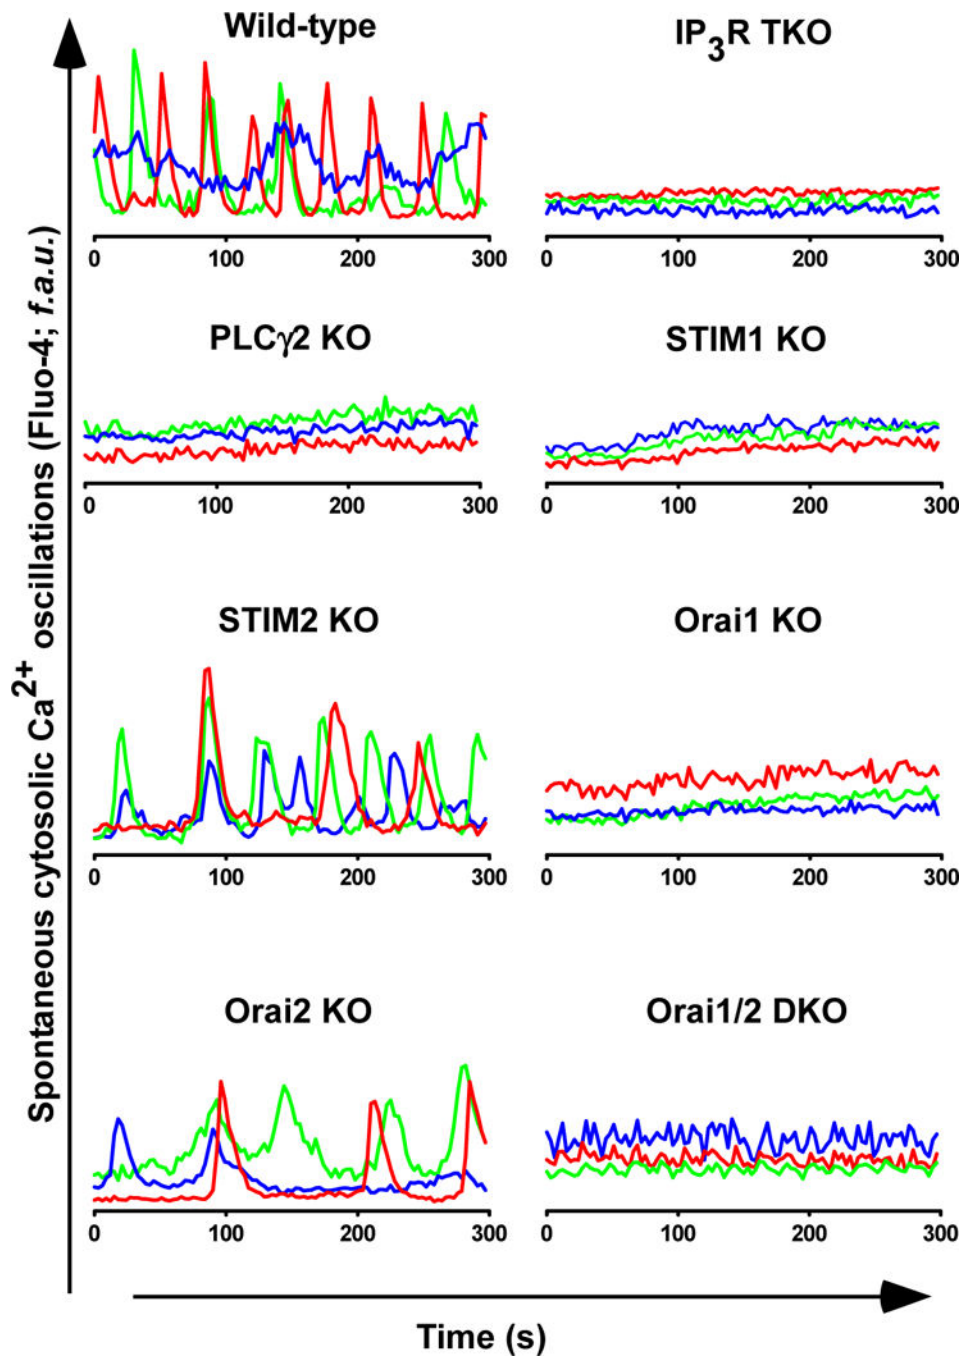 Wild-type
IP3R TKO
0 100 200 300
0 100 200 300
PLCγ2 KO
STIM1 KO
0 100 200 300
0 100 200 300
STIM2 KO
Orai1 KO
0 100 200 300
0 100 200 300
Orai2 KO
Orai1/2 DKO
0 100 200 300
0 100 200 300
Spontaneous cytosolic Ca2+ oscillations (Fluo-4; f.a.u.)
Time (s)